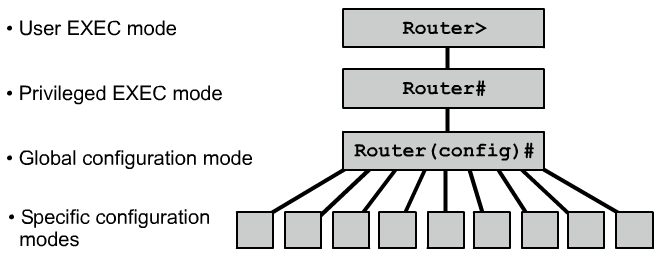 • User EXEC mode
Router>
• Privileged EXEC mode
Router#
• Global configuration mode
Router(config)#
• Specific configuration
modes